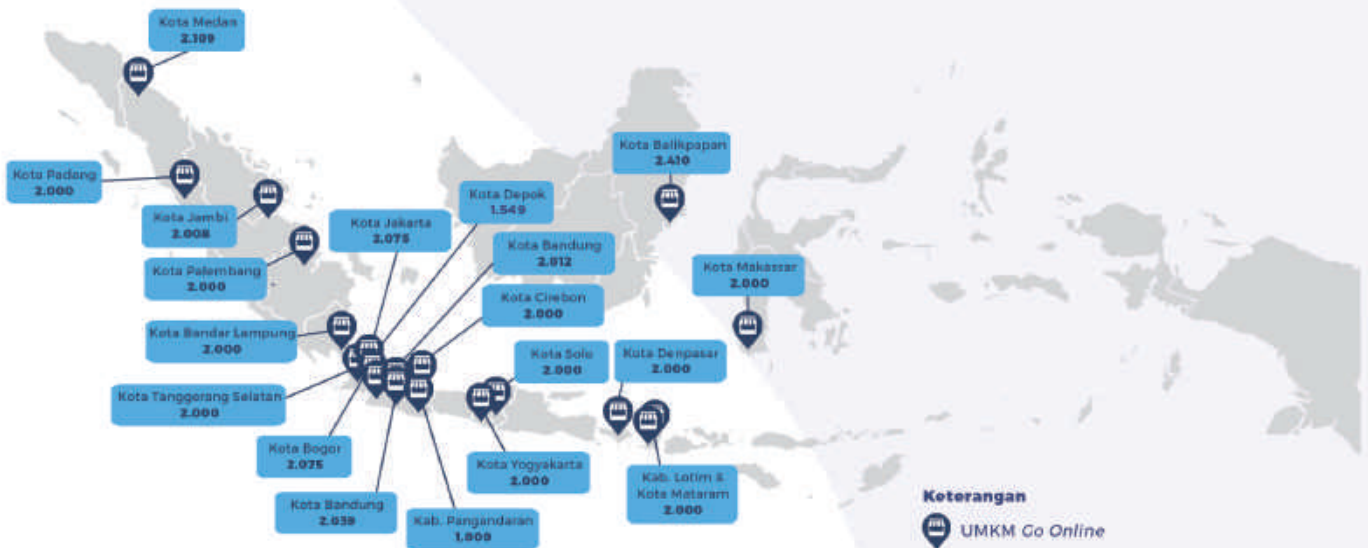 Kota Medan
2.109
Kota Padang
2.000
Kota Jambi
2.008
Kota Palembang
2.000
Kota Bandar Lampung
2.000
Kota Tanggerang Selatan
2.000
Kota Bogor
2.075
Kota Bandung
2.039
Kab. Pangandaran
Kota Jakarta
2.075
Kota Depok
1.549
Kota Bandung
2.012
Kota Cirebon
2.000
Kota Solo
2.000
Kota Yogyakarta
2.000
Kota Denpasar
2.000
Kab. Lotim &
Kota Mataram
2.000
Kota Balikpapan
2.410
Kota Makassar
2.000
Keterangan
UMKM Go Online